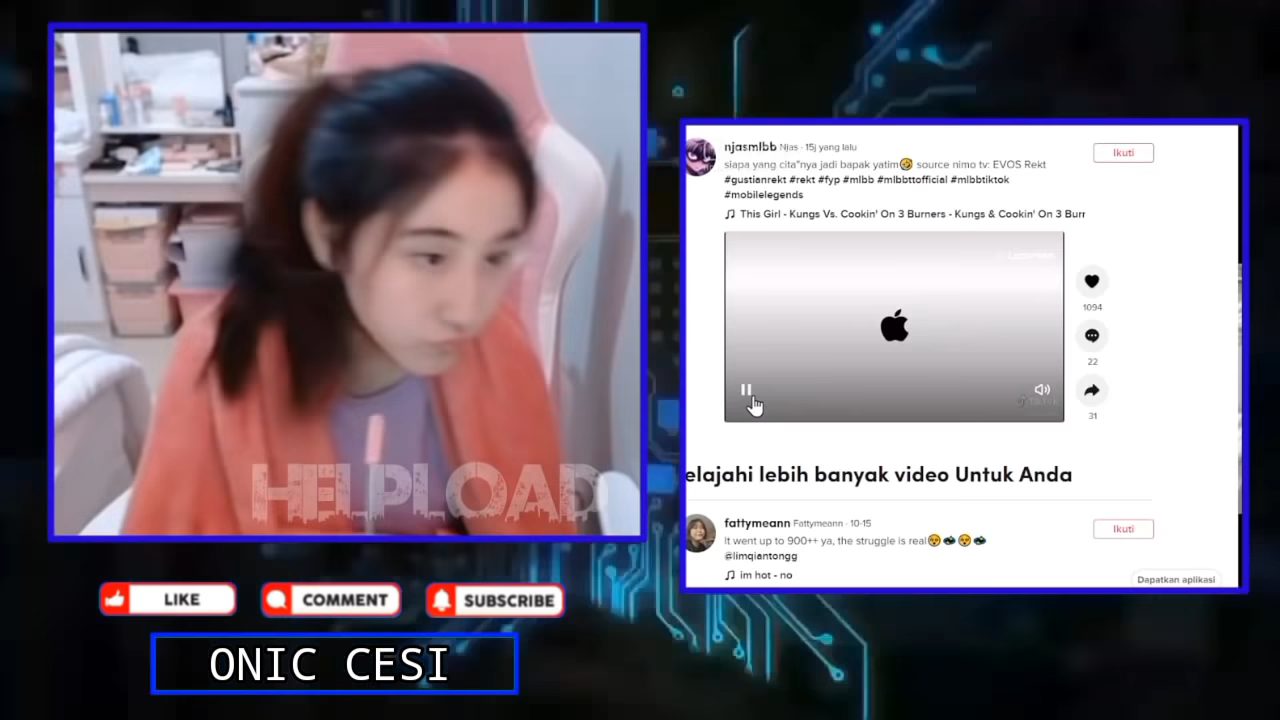 HELPLOAD
LIKE
COMMENT
SUBSCRIBE
ONIC CESI
njasmlbb Njas · 15j yang lalu
Ikuti
siapa yang cita"nya jadi bapak yatim🤣 source nimo tv: EVOS Rekt
#gustianrekt #rekt #fyp #mlbb #mlbbttofficial #mlbbtiktok
#mobilelegends
♫ This Girl - Kungs Vs. Cookin' On 3 Burners - Kungs & Cookin' On 3 Burr
1094
22
31
elajahi lebih banyak video Untuk Anda
fattymeann Fattymeann · 10-15
Ikuti
It went up to 900++ ya, the struggle is real
@limqiantongg
♫ im hot - no
Dapatkan aplikasi